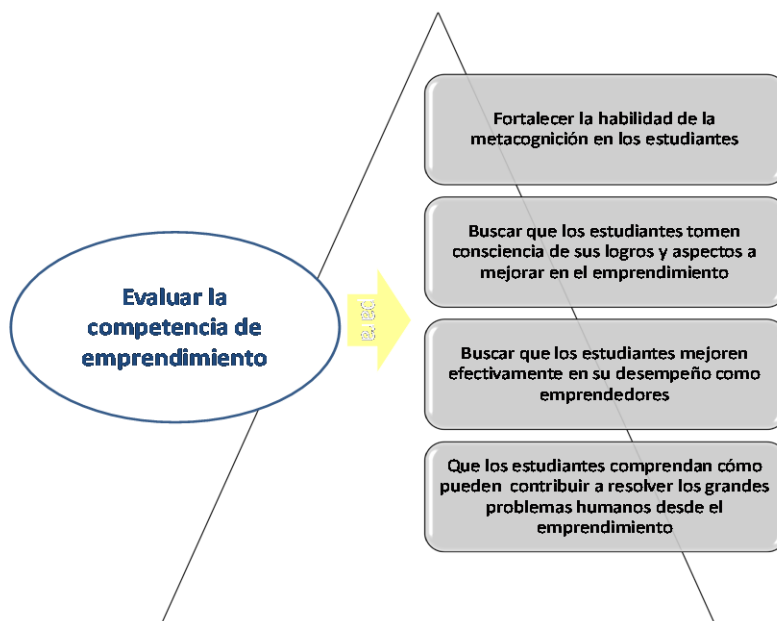 Evaluar la
competencia de
emprendimiento
para
Fortalecer la habilidad de la
metacognición en los estudiantes
Buscar que los estudiantes tomen
consciencia de sus logros y aspectos a
mejorar en el emprendimiento
Buscar que los estudiantes mejoren
efectivamente en su desempeño como
emprendedores
Que los estudiantes comprendan cómo
pueden contribuir a resolver los grandes
problemas humanos desde el
emprendimiento